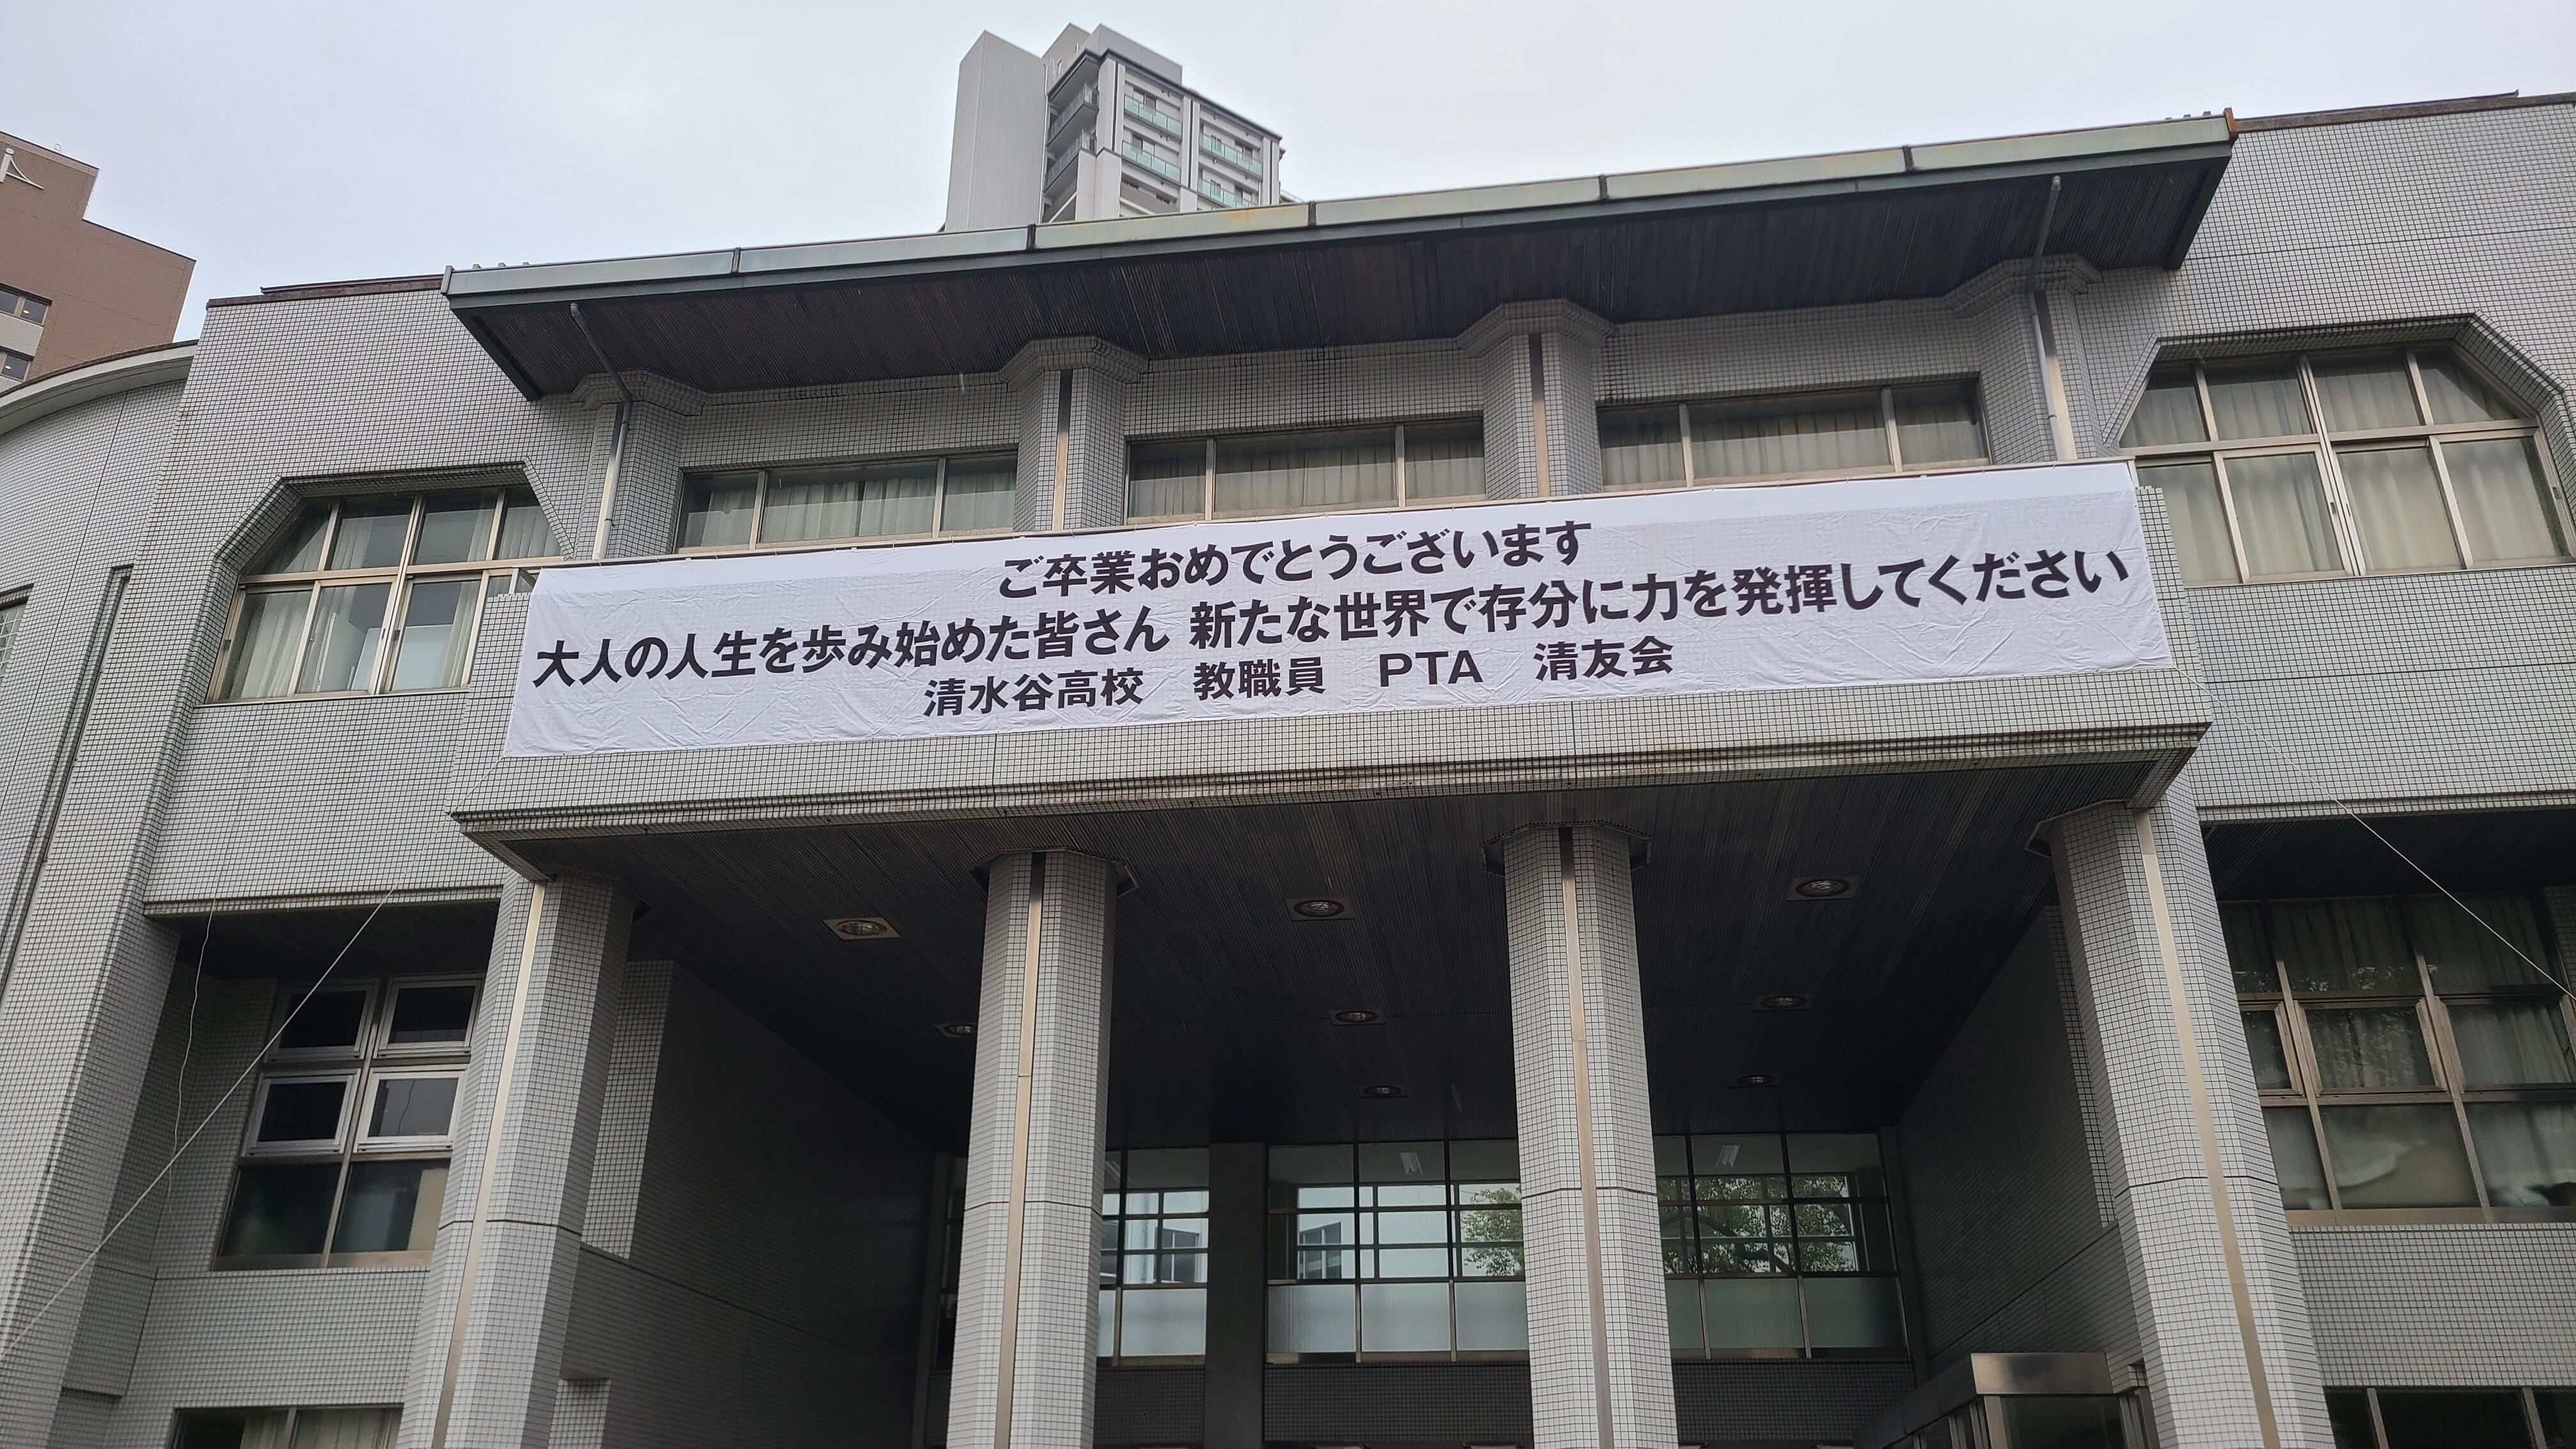 ご卒業おめでとうございます
大人の人生を歩み始めた皆さん 新たな世界で存分に力を発揮してください
清水谷高校　教職員　PTA　清友会